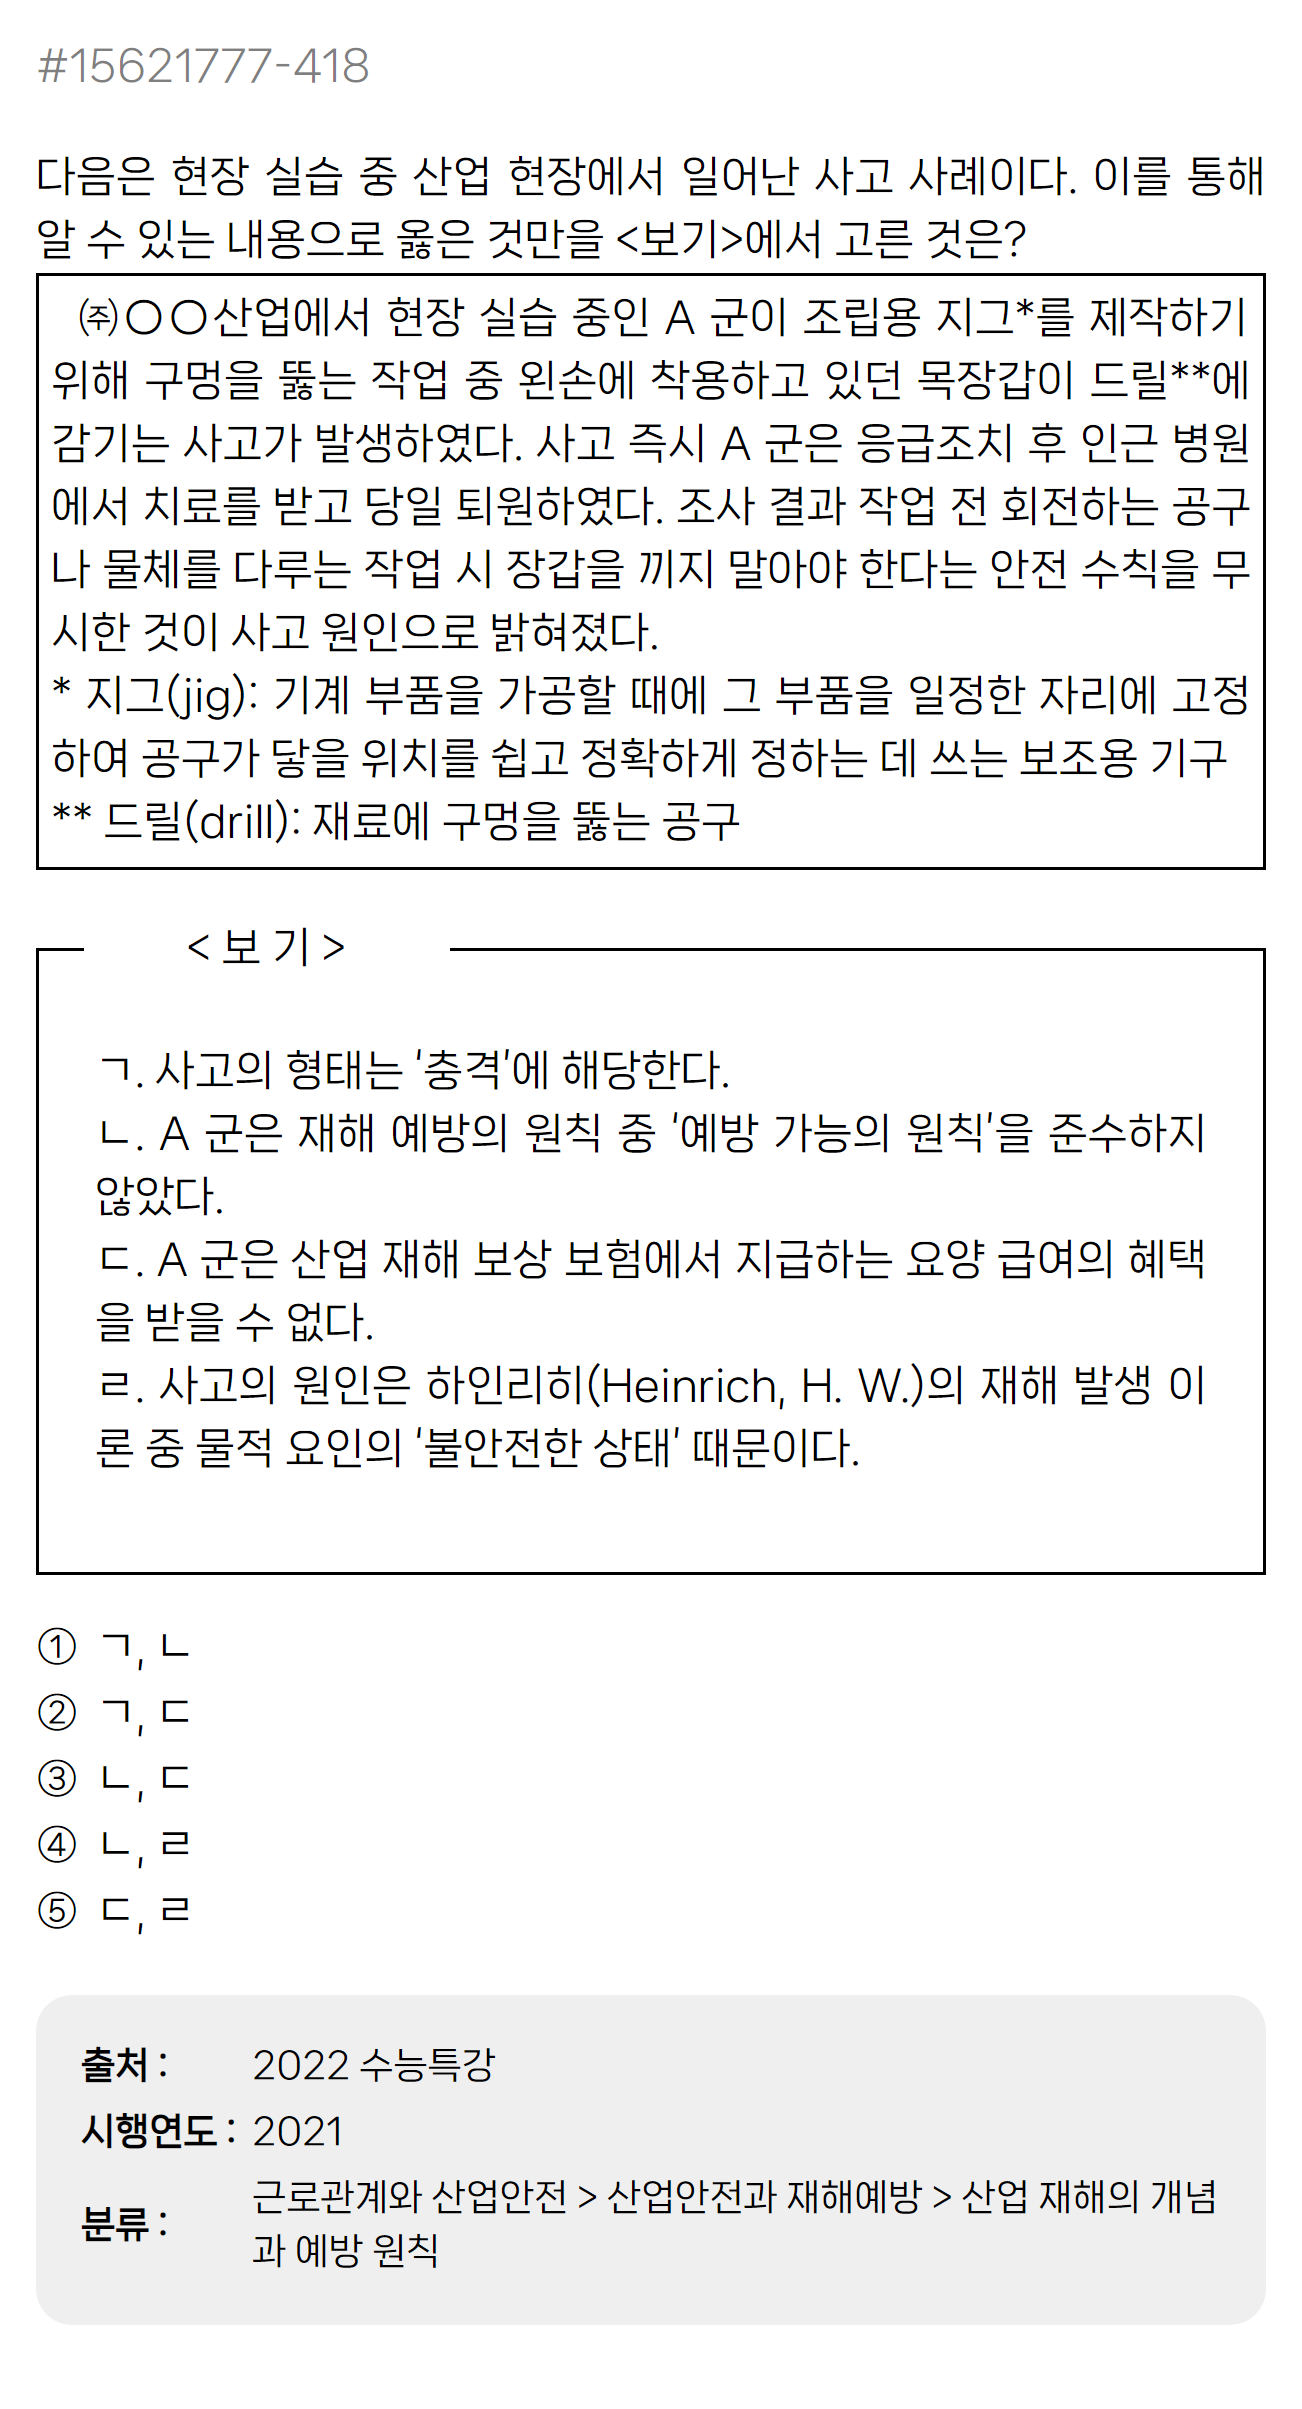 #15621777-418
다음은 현장 실습 중 산업 현장에서 일어난 사고 사례이다. 이를 통해
알 수 있는 내용으로 옳은 것만을 <보기>에서 고른 것은?
㈜○○산업에서 현장 실습 중인 A 군이 조립용 지그*를 제작하기
위해 구멍을 뚫는 작업 중 왼손에 착용하고 있던 목장갑이 드릴**에
감기는 사고가 발생하였다. 사고 즉시 A 군은 응급조치 후 인근 병원
에서 치료를 받고 당일 퇴원하였다. 조사 결과 작업 전 회전하는 공구
나 물체를 다루는 작업 시 장갑을 끼지 말아야 한다는 안전 수칙을 무
시한 것이 사고 원인으로 밝혀졌다.
* 지그(jig): 기계 부품을 가공할 때에 그 부품을 일정한 자리에 고정
하여 공구가 닿을 위치를 쉽고 정확하게 정하는 데 쓰는 보조용 기구
** 드릴(drill): 재료에 구멍을 뚫는 공구
< 보 기 >
ㄱ. 사고의 형태는 '충격'에 해당한다.
ㄴ. A 군은 재해 예방의 원칙 중 '예방 가능의 원칙'을 준수하지
않았다.
ㄷ. A 군은 산업 재해 보상 보험에서 지급하는 요양 급여의 혜택
을 받을 수 없다.
ㄹ. 사고의 원인은 하인리히(Heinrich, H. W.)의 재해 발생 이
론 중 물적 요인의 '불안전한 상태' 때문이다.
① ㄱ, ㄴ
② ㄱ, ㄷ
③ ㄴ, ㄷ
④ ㄴ, ㄹ
⑤ ㄷ, ㄹ
출처 : 2022 수능특강
시행연도 : 2021
분류 : 근로관계와 산업안전 > 산업안전과 재해예방 > 산업 재해의 개념
과 예방 원칙